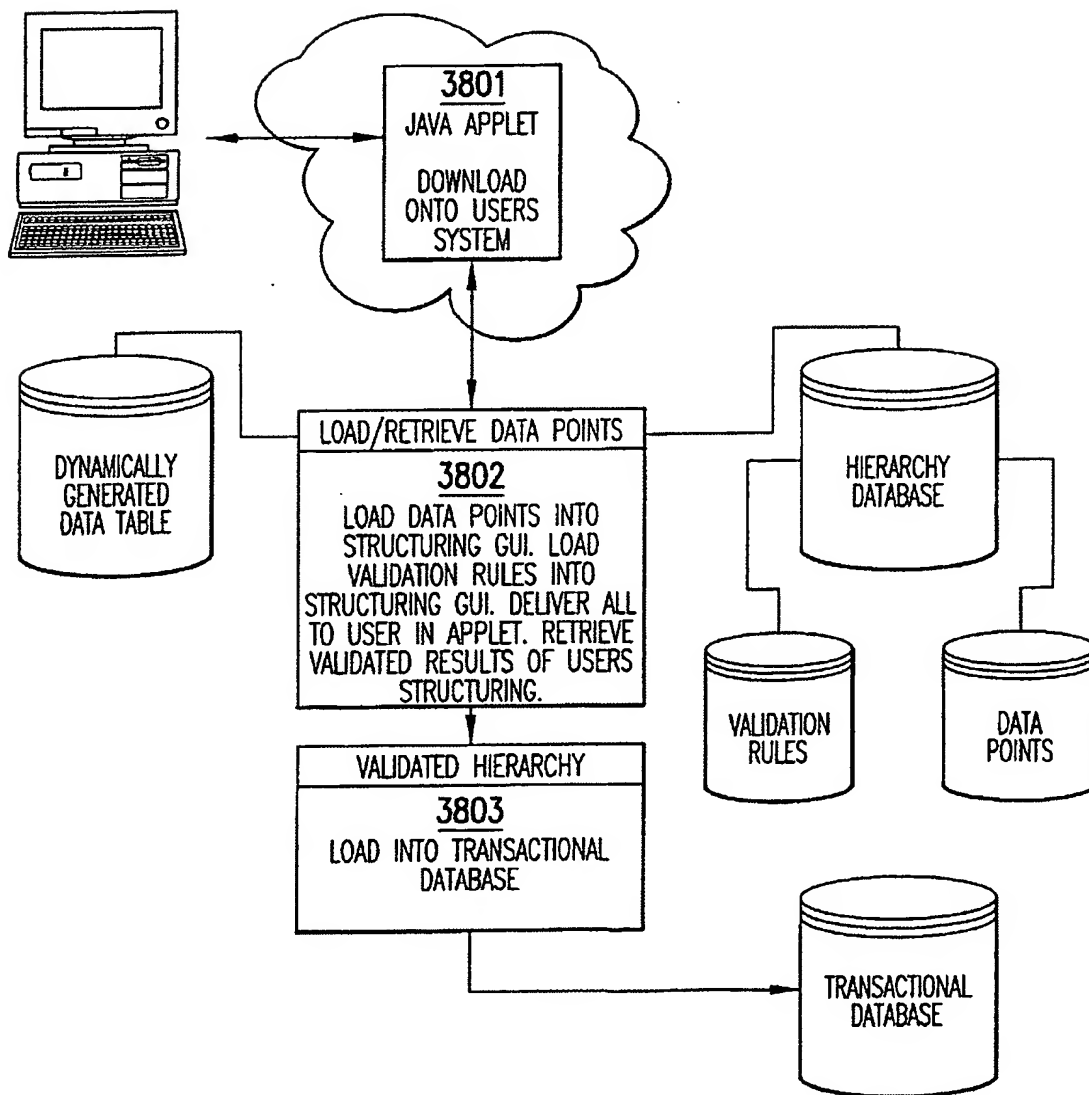 3801
JAVA APPLET
DOWNLOAD
ONTO USERS
SYSTEM
DYNAMICALLY
GENERATED
DATA TABLE
LOAD/RETRIEVE DATA POINTS
3802
LOAD DATA POINTS INTO
STRUCTURING GUI. LOAD
VALIDATION RULES INTO
STRUCTURING GUI. DELIVER ALL
TO USER IN APPLET. RETRIEVE
VALIDATED RESULTS OF USERS
STRUCTURING.
HIERARCHY
DATABASE
VALIDATION
RULES
DATA
POINTS
VALIDATED HIERARCHY
3803
LOAD INTO TRANSACTIONAL
DATABASE
TRANSACTIONAL
DATABASE